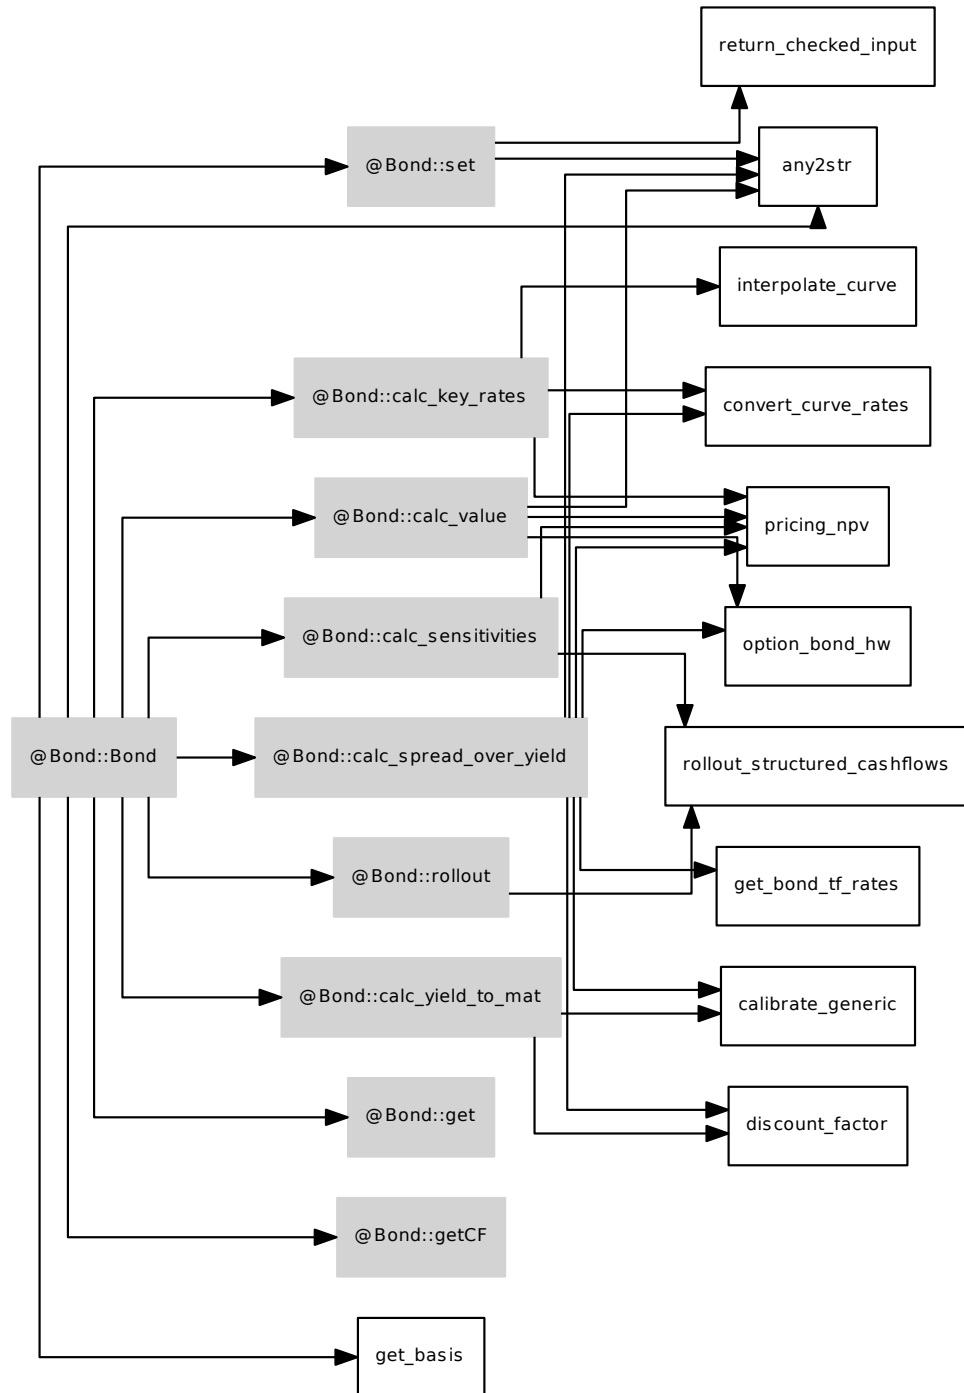 return_checked_input
@Bond::set
any2str
interpolate_curve
@Bond::calc_key_rates
convert_curve_rates
@Bond::calc_value
pricing_npv
@Bond::calc_sensitivities
option_bond_hw
@Bond::Bond
@Bond::calc_spread_over_yield
rollout_structured_cashflows
@Bond::rollout
get_bond_tf_rates
@Bond::calc_yield_to_mat
calibrate_generic
@Bond::get
discount_factor
@Bond::getCF
get_basis